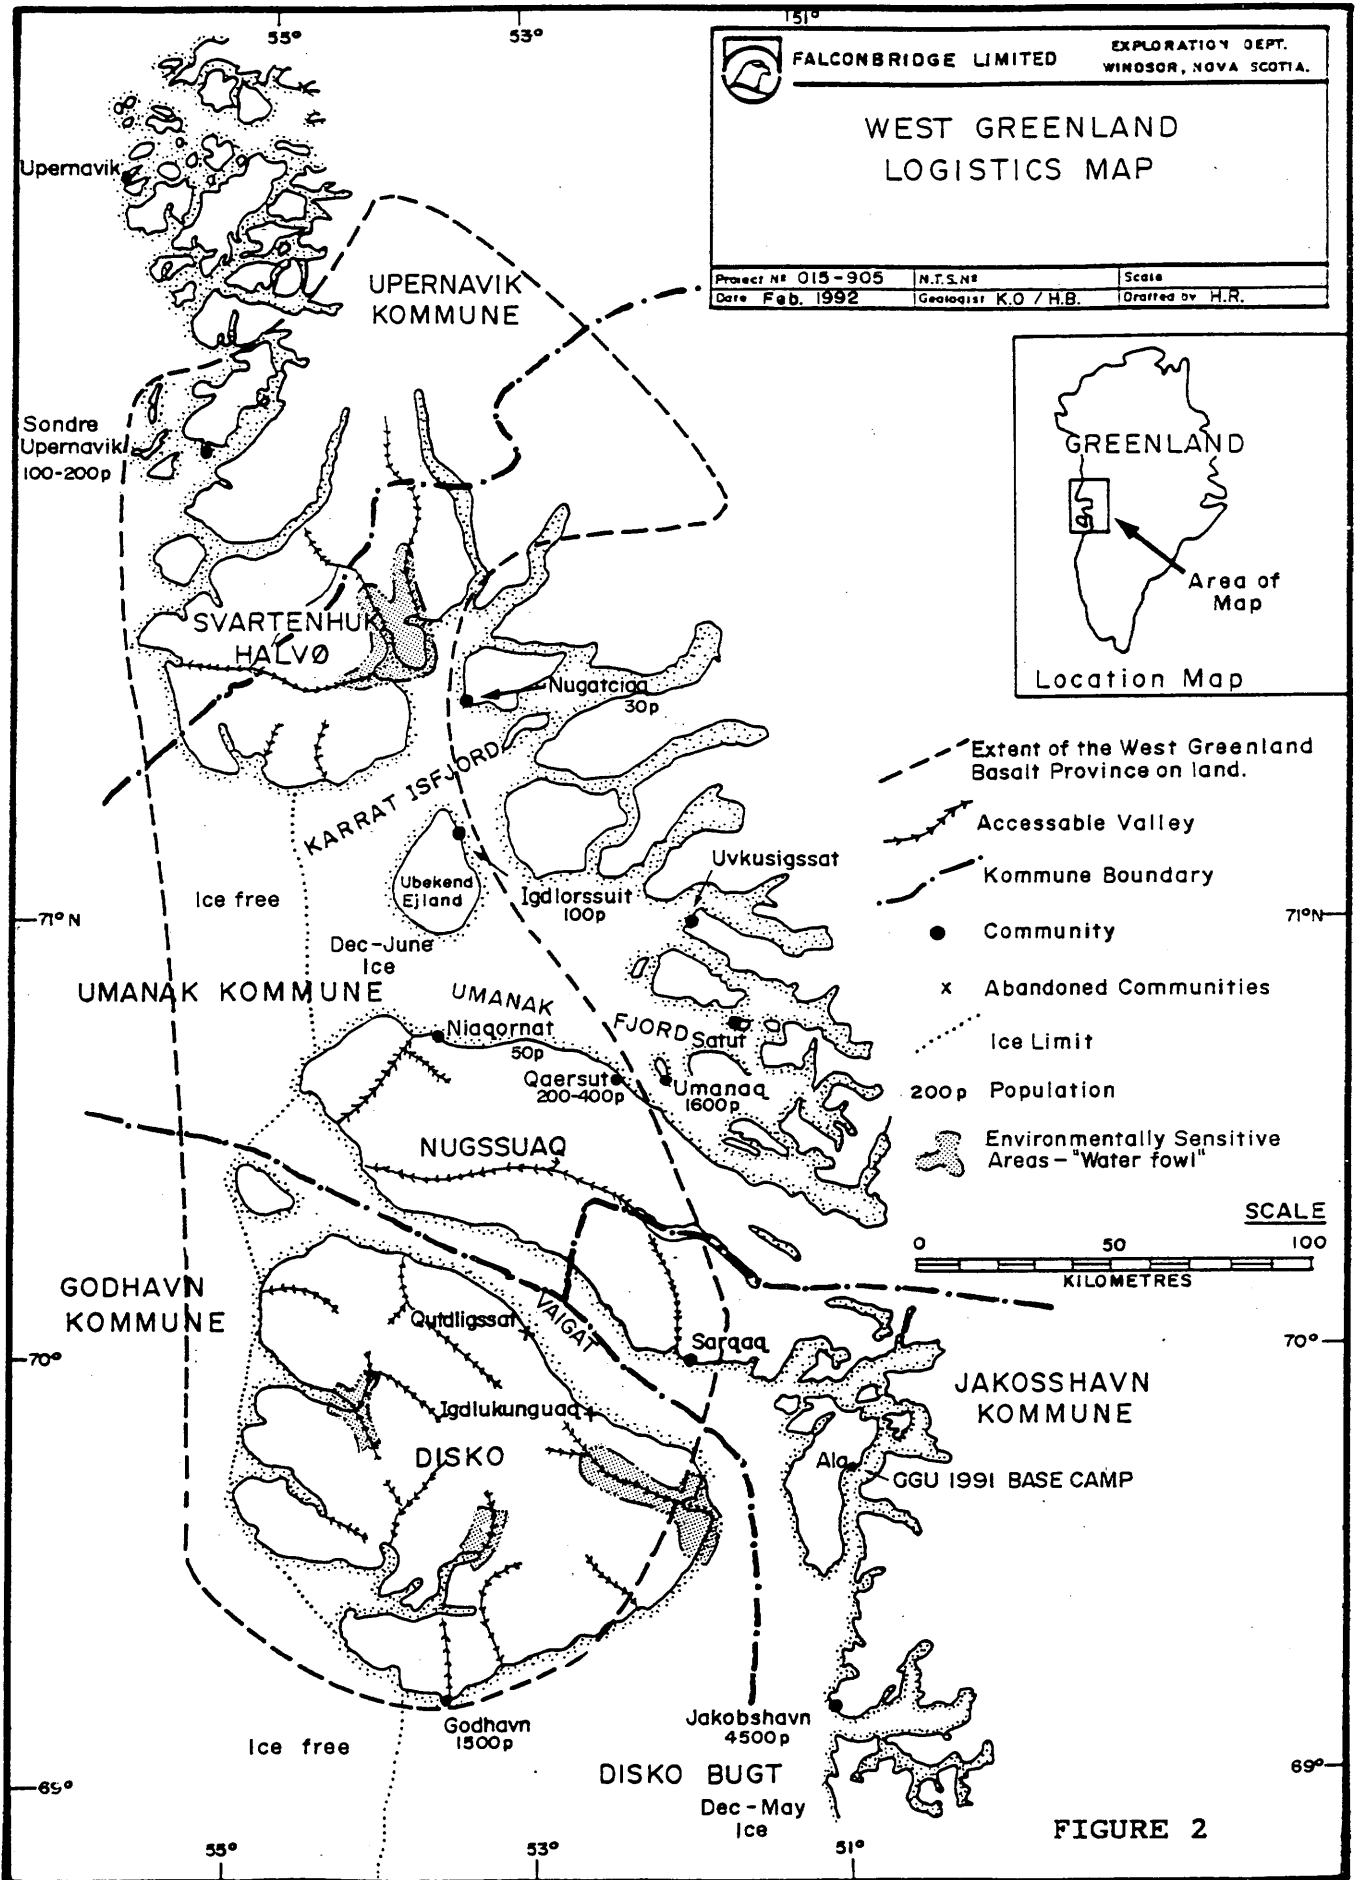 55°
53°
51°
FALCONBRIDGE LIMITED
EXPLORATION DEPT.
WINDSOR, NOVA SCOTIA.
WEST GREENLAND
LOGISTICS MAP
Project Nº 015-905
N.T.S.Nº
Scale
Date Feb. 1992
Geologist K.O / H.B.
Drafted by H.R.
Upernavik
UPERNAVIK
KOMMUNE
Sondre
Upernavik
100-200p
GREENLAND
Area of
Map
Location Map
SVARTENHUK
HALVØ
Nugatciaq
30p
KARRAT ISFJORD
Extent of the West Greenland
Basalt Province on land.
Accessable Valley
Kommune Boundary
Community
x Abandoned Communities
Ice Limit
200p Population
Environmentally Sensitive
Areas - "Water fowl"
SCALE
0 50 100
KILOMETRES
Uvkusigssat
Ubekend
Ejland
Igdlorssuit
100p
Ice free
71°N
71°N
Dec-June
Ice
UMANAK KOMMUNE
UMANAK
FJORD
Satut
Niaqornat
50p
Qaersut
200-400p
Umanaq
1600p
NUGSSUAQ
GODHAVN
KOMMUNE
VAIGAT
Qutdligssat
Sarqaq
70°
70°
JAKOSSHAVN
KOMMUNE
Igdlukunguaq
DISKO
Ala
GGU 1991 BASE CAMP
Godhavn
1500p
Jakobshavn
4500p
Ice free
DISKO BUGT
Dec-May
Ice
69°
69°
55°
53°
51°
FIGURE 2